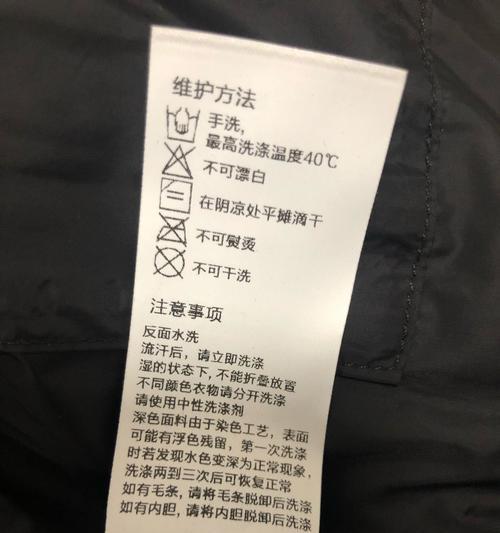 维护方法
手洗，
最高洗涤温度40℃
不可漂白
在阴凉处平摊滴干
不可熨烫
不可干洗
注意事项
反面水洗
流汗后，请立即洗涤
湿的状态下，不能折叠放置
不同颜色衣物请分开洗涤
请使用中性洗涤剂
深色面料由于染色工艺，表面
可能有浮色残留，第一次洗涤
时若发现水色变深为正常现象，
洗涤两到三次后可恢复正常
如有毛条，请将毛条脱卸后洗涤
如有内胆，请将内胆脱卸后洗涤